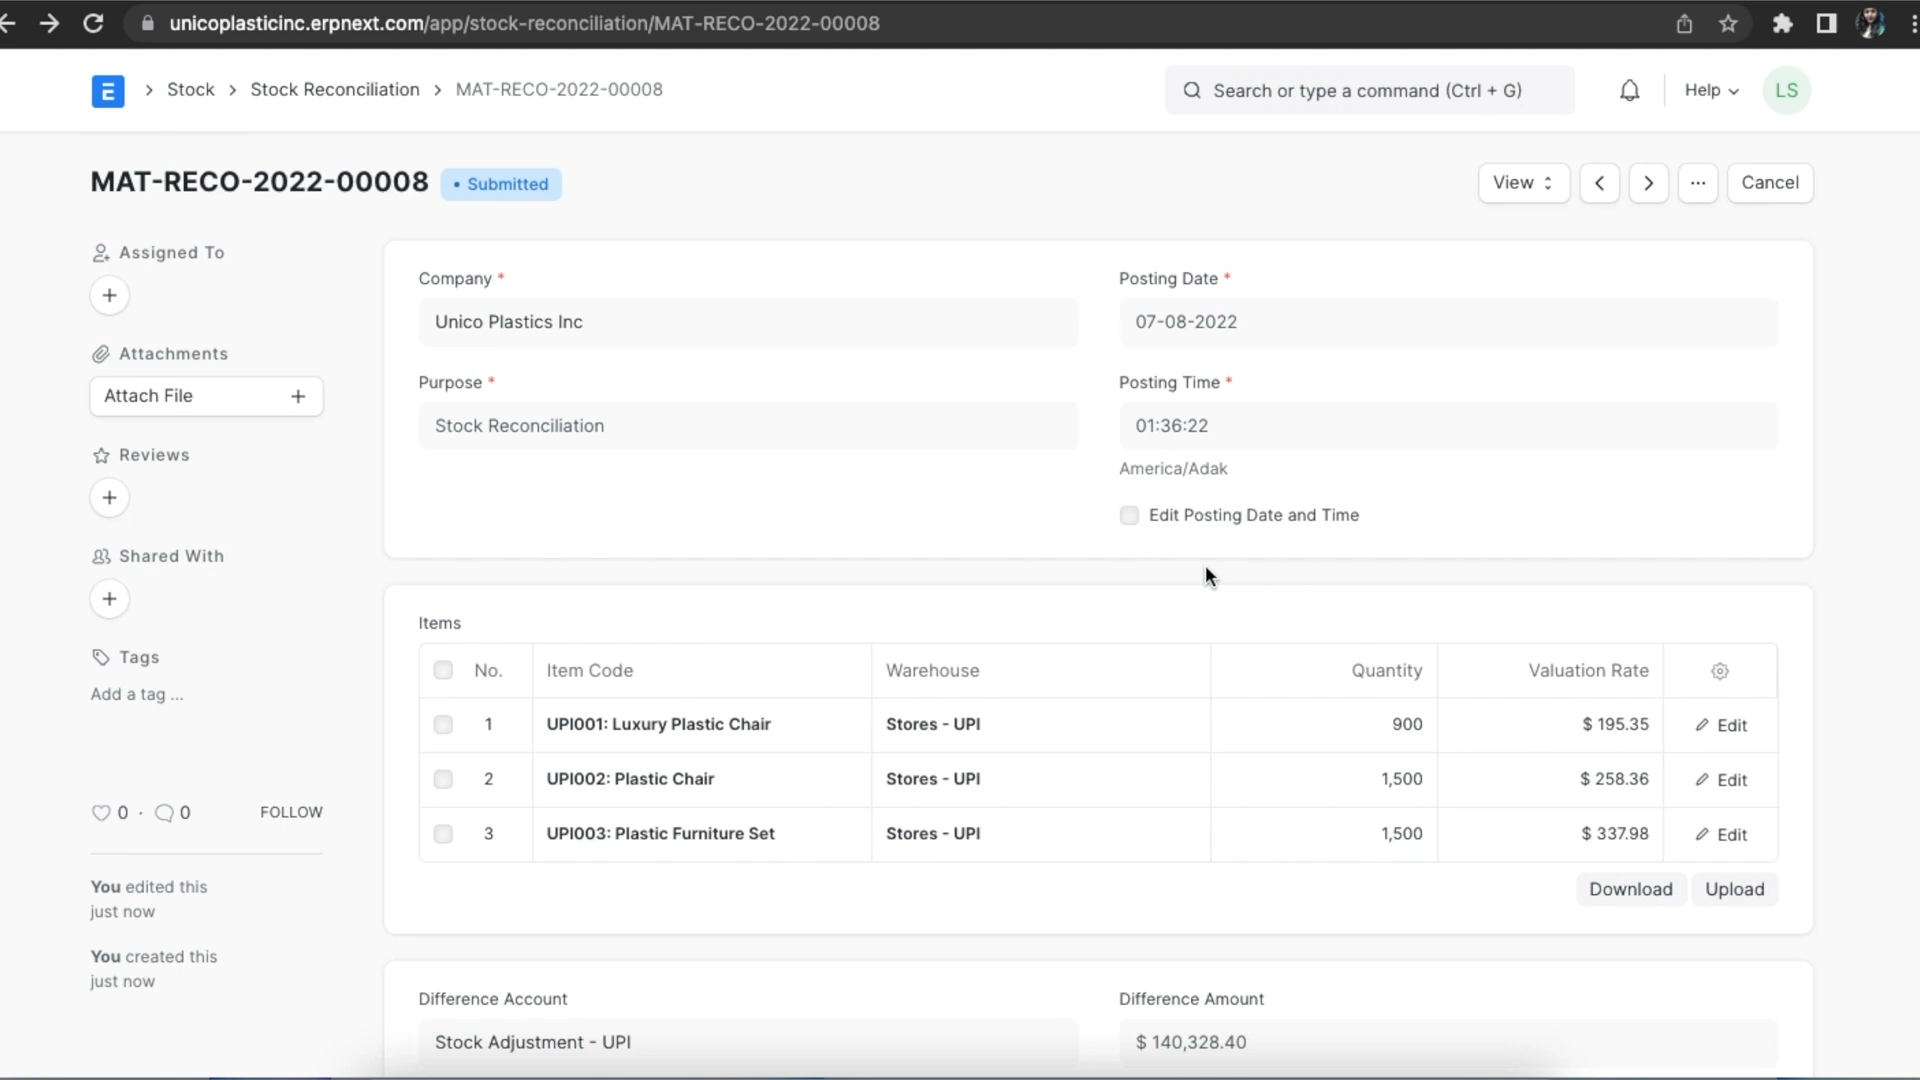 unicoplasticinc.erpnext.com/app/stock-reconciliation/MAT-RECO-2022-00008
E > Stock > Stock Reconciliation > MAT-RECO-2022-00008
Search or type a command (Ctrl + G)
Help
LS
MAT-RECO-2022-00008
• Submitted
View
...
Cancel
Assigned To
+
Attachments
Attach File +
Reviews
+
Shared With
+
Tags
Add a tag ...
0 · 0 FOLLOW
You edited this
just now
You created this
just now
Company *
Unico Plastics Inc
Purpose *
Stock Reconciliation
Posting Date *
07-08-2022
Posting Time *
01:36:22
America/Adak
Edit Posting Date and Time
Items
No. Item Code Warehouse Quantity Valuation Rate
1 UPI001: Luxury Plastic Chair Stores - UPI 900 $ 195.35 Edit
2 UPI002: Plastic Chair Stores - UPI 1,500 $ 258.36 Edit
3 UPI003: Plastic Furniture Set Stores - UPI 1,500 $ 337.98 Edit
Download Upload
Difference Account
Stock Adjustment - UPI
Difference Amount
$ 140,328.40